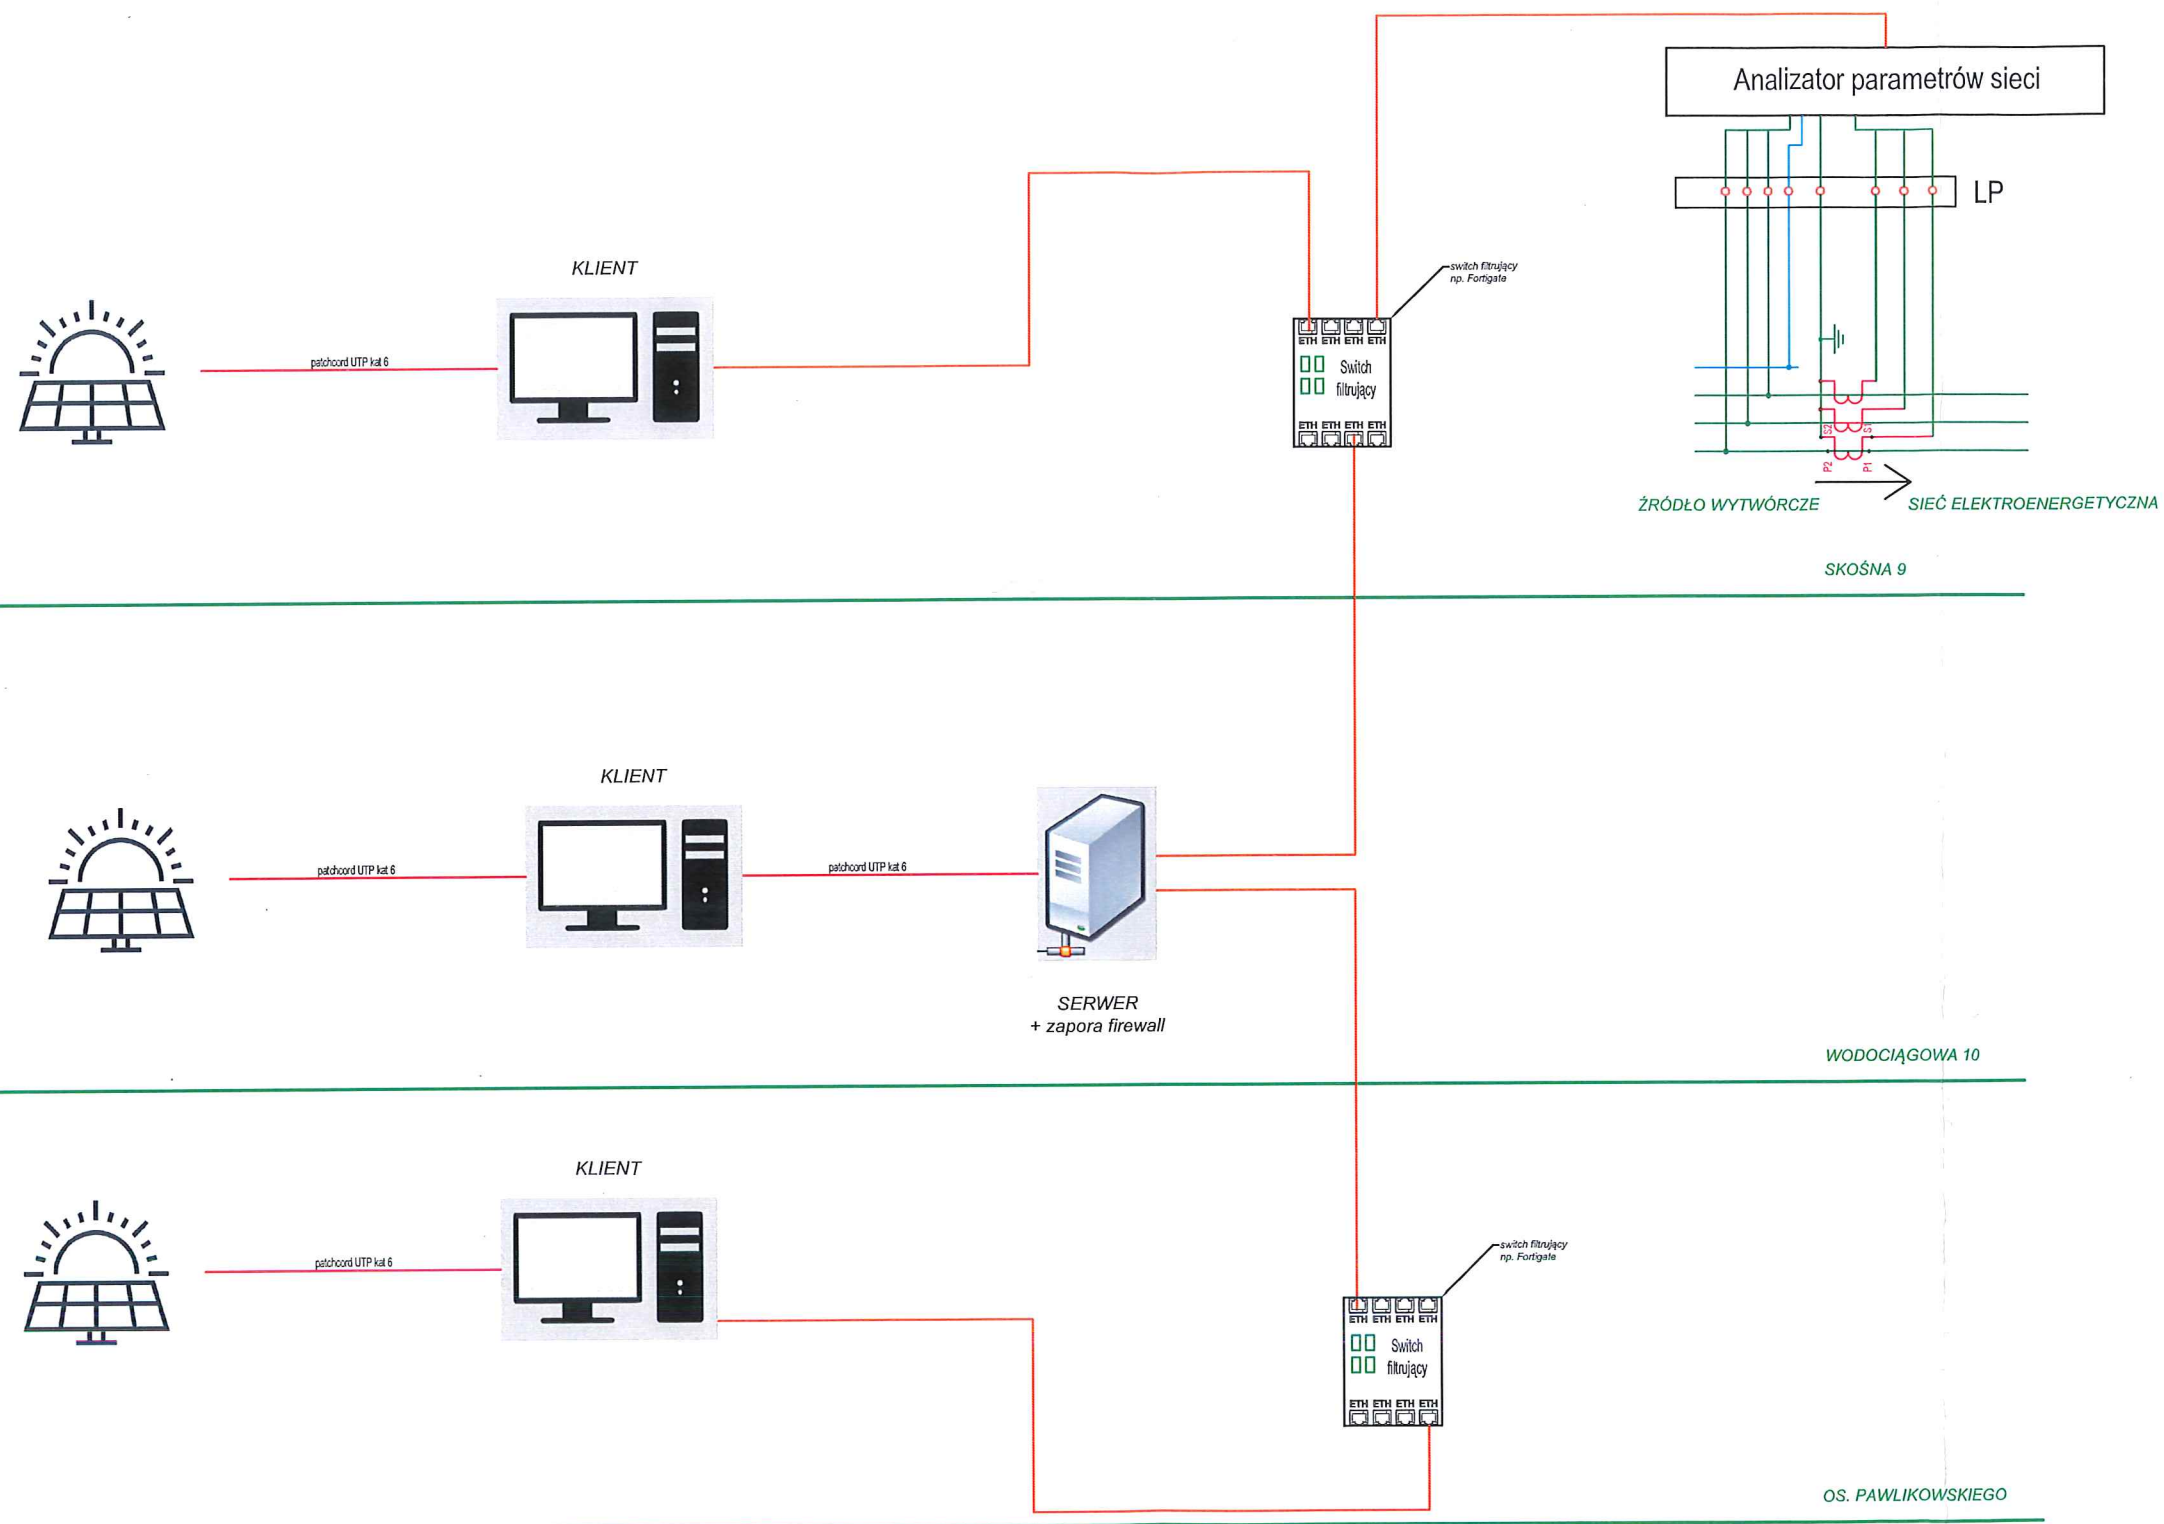 Analizator parametrów sieci
LP
KLIENT
switch filtrujący
np. Fortigate
patchcord UTP kat 6
ETH ETH ETH ETH
Switch
filtrujący
ETH ETH ETH ETH
S2 S1
P2 P1
ŹRÓDŁO WYTWÓRCZE
SIEĆ ELEKTROENERGETYCZNA
SKOŚNA 9
KLIENT
patchcord UTP kat 6
patchcord UTP kat 6
SERWER
+ zapora firewall
WODOCIĄGOWA 10
KLIENT
patchcord UTP kat 6
switch filtrujący
np. Fortigate
ETH ETH ETH ETH
Switch
filtrujący
ETH ETH ETH ETH
OS. PAWLIKOWSKIEGO